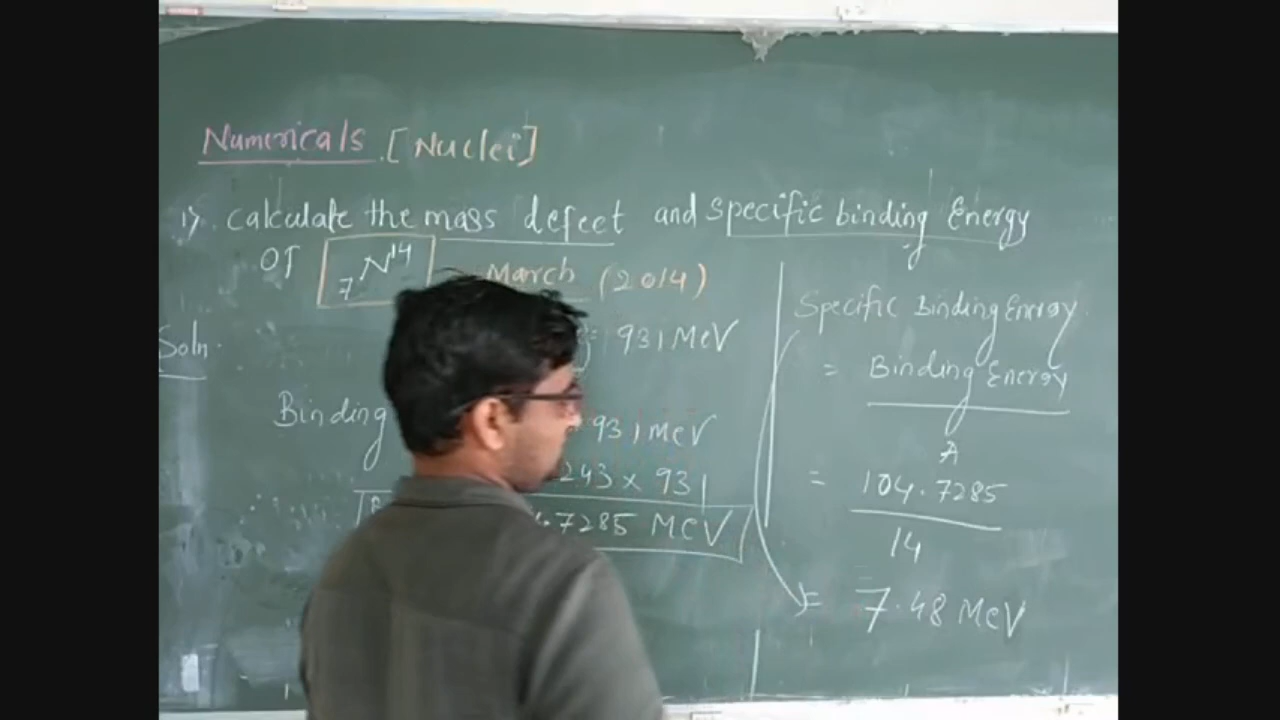 Numericals. [Nuclei]
1). Calculate the mass defect and specific binding Energy
of ₇N¹⁴ March (2014)
Soln. 931 MeV
Binding 931 MeV
243 x 931
.7285 MeV
Specific Binding Energy
= Binding Energy
A
= 104.7285
14
= 7.48 MeV